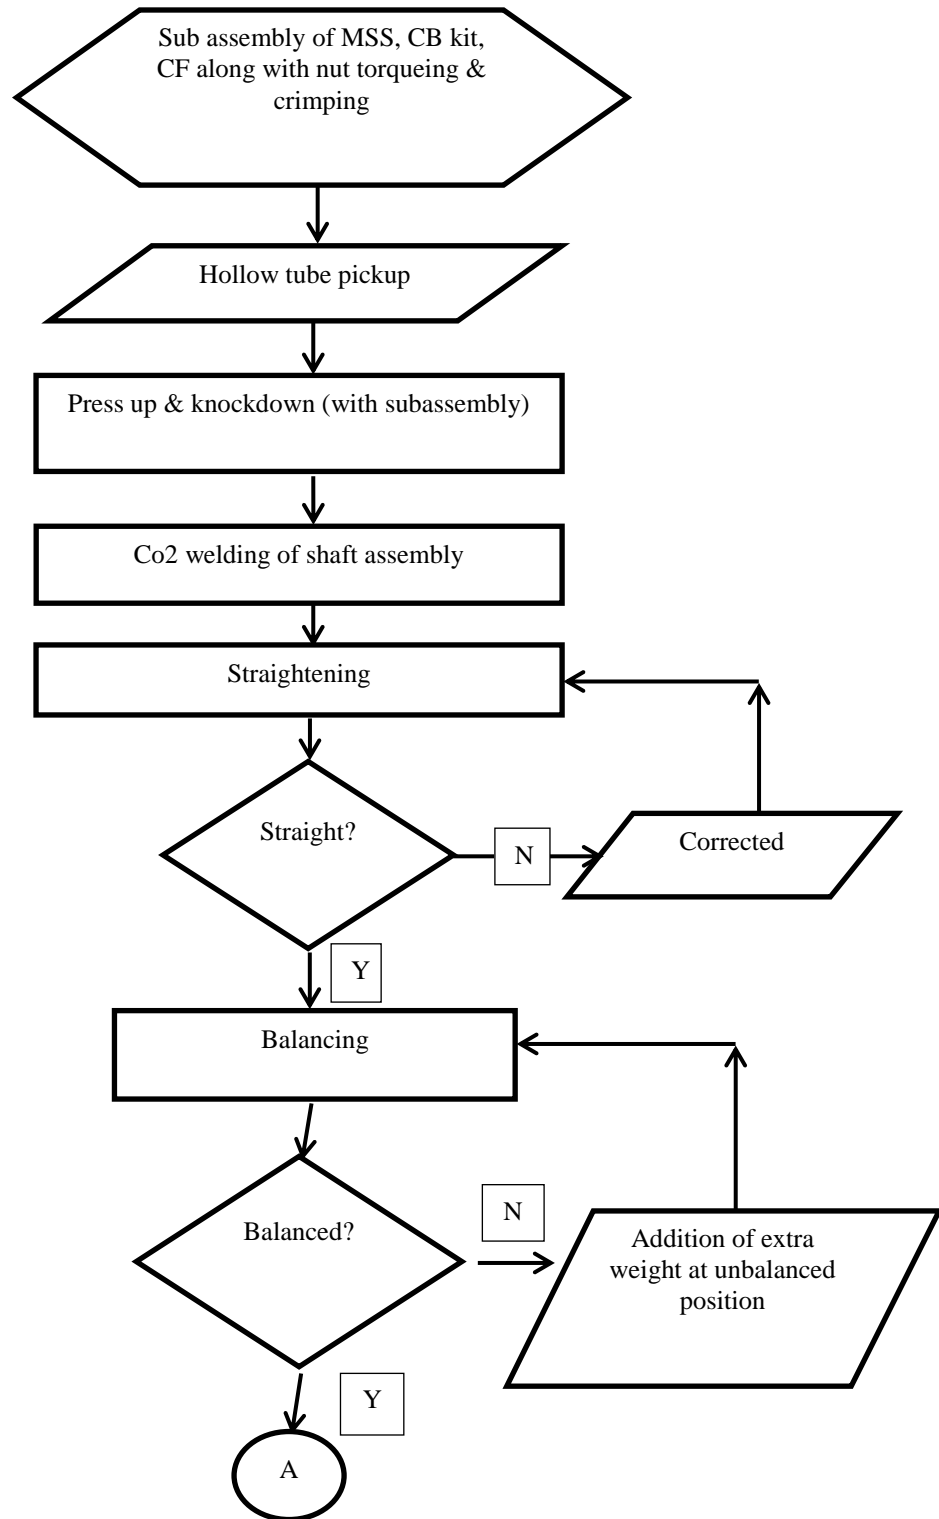 Sub assembly of MSS, CB kit,
CF along with nut torqueing &
crimping
Hollow tube pickup
Press up & knockdown (with subassembly)
Co2 welding of shaft assembly
Straightening
Straight?
N
Corrected
Y
Balancing
Balanced?
N
Addition of extra
weight at unbalanced
position
Y
A